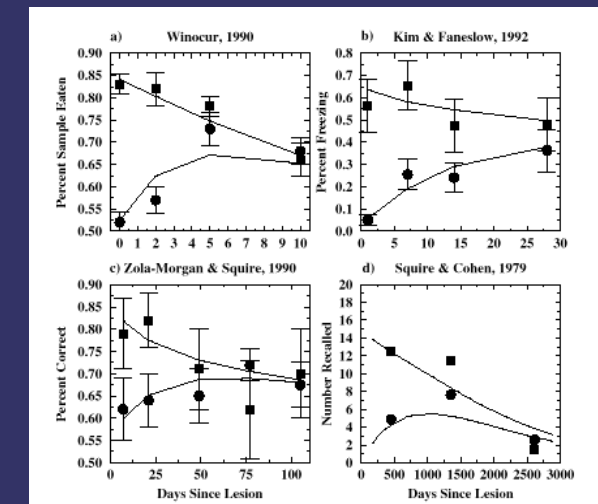 a) Winocur, 1990
Percent Sample Eaten
0.90
0.85
0.80
0.75
0.70
0.65
0.60
0.55
0.50
0 1 2 3 4 5 6 7 8 9 10
b) Kim & Faneslow, 1992
Percent Freezing
0.8
0.7
0.6
0.5
0.4
0.3
0.2
0.1
0.0
0 5 10 15 20 25 30
c) Zola-Morgan & Squire, 1990
Percent Correct
0.90
0.85
0.80
0.75
0.70
0.65
0.60
0.55
0.50
0 25 50 75 100
Days Since Lesion
d) Squire & Cohen, 1979
Number Recalled
20
18
16
14
12
10
8
6
4
2
0
0 500 1000 1500 2000 2500 3000
Days Since Lesion